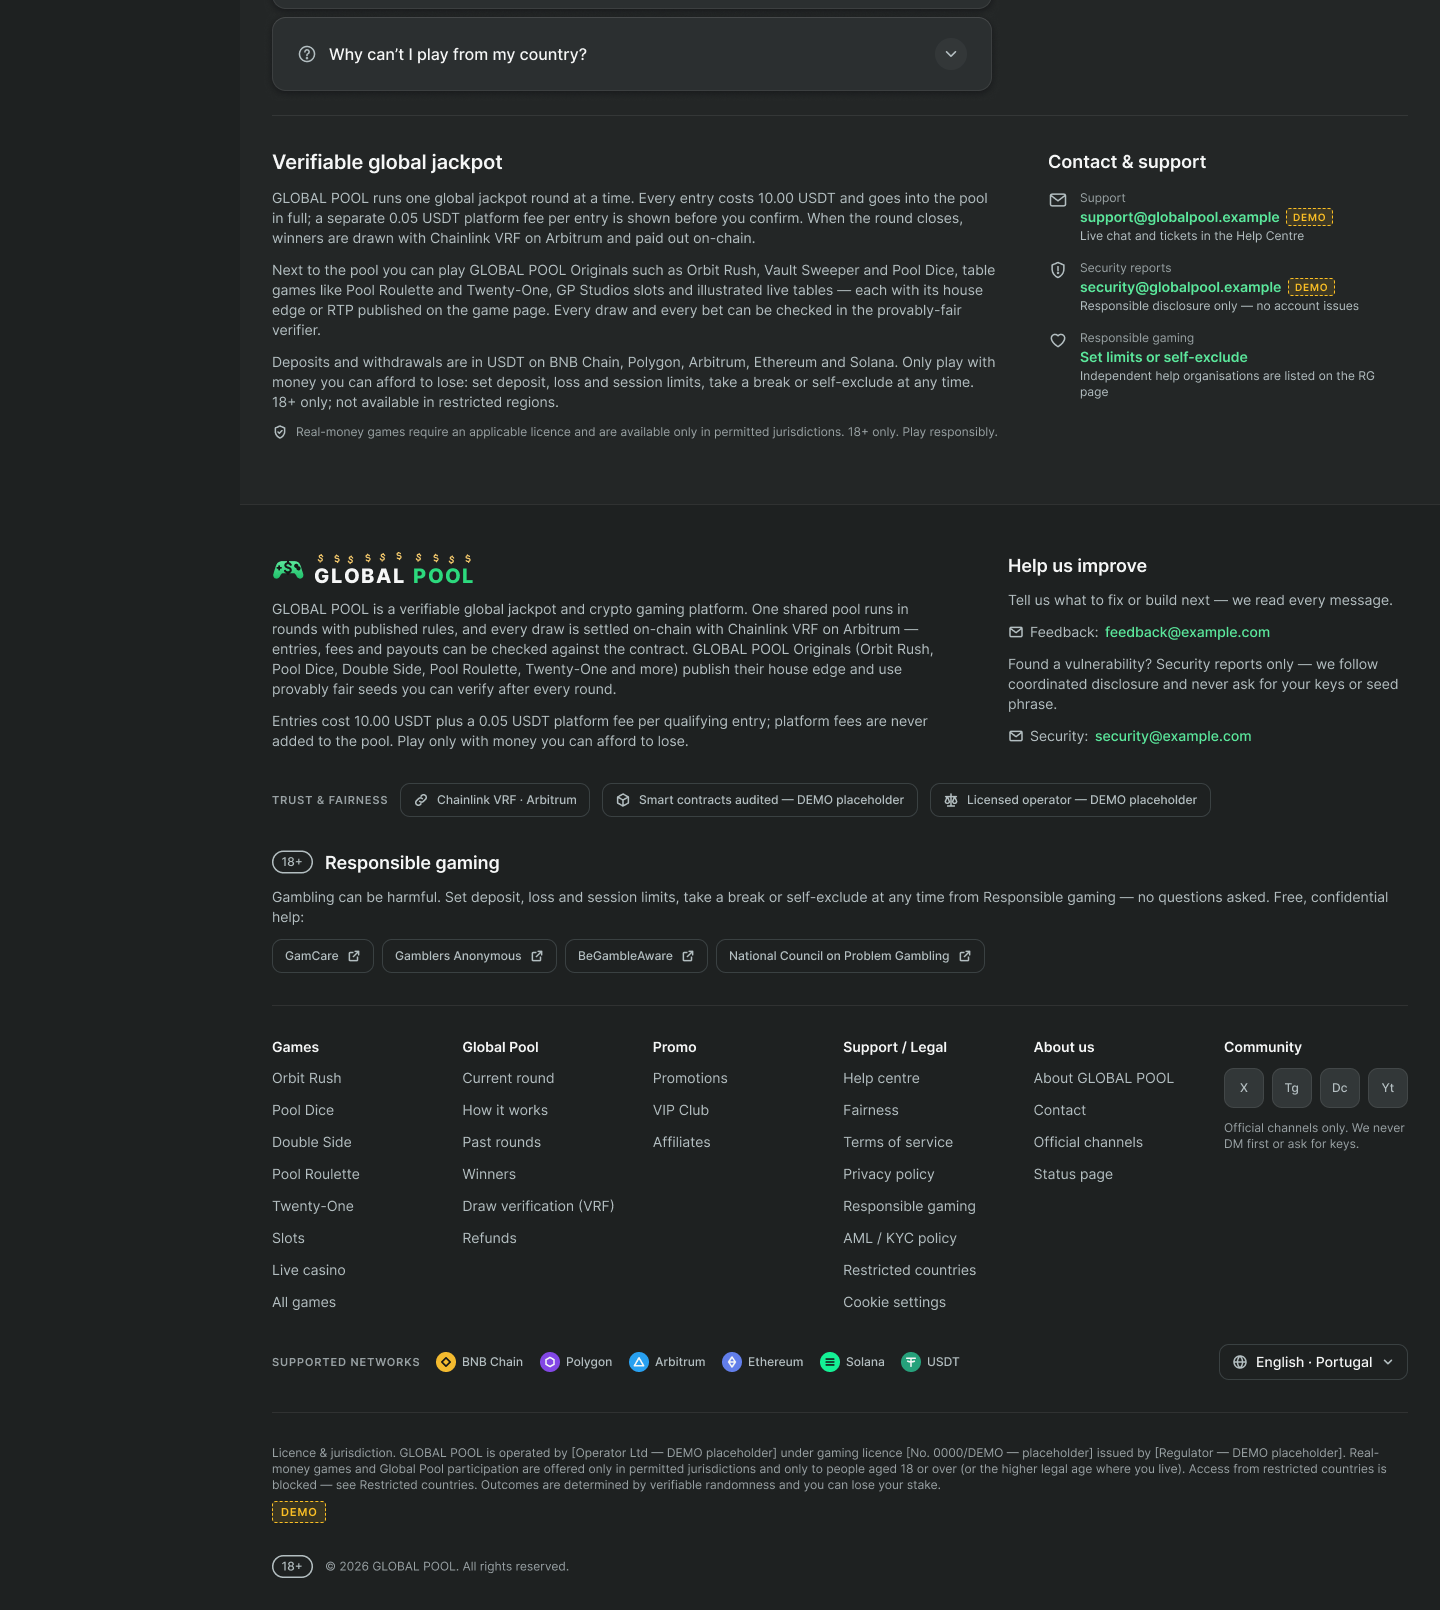 Why can’t I play from my country?
Verifiable global jackpot
GLOBAL POOL runs one global jackpot round at a time. Every entry costs 10.00 USDT and goes into the pool
in full; a separate 0.05 USDT platform fee per entry is shown before you confirm. When the round closes,
winners are drawn with Chainlink VRF on Arbitrum and paid out on-chain.
Next to the pool you can play GLOBAL POOL Originals such as Orbit Rush, Vault Sweeper and Pool Dice, table
games like Pool Roulette and Twenty-One, GP Studios slots and illustrated live tables — each with its house
edge or RTP published on the game page. Every draw and every bet can be checked in the provably-fair
verifier.
Deposits and withdrawals are in USDT on BNB Chain, Polygon, Arbitrum, Ethereum and Solana. Only play with
money you can afford to lose: set deposit, loss and session limits, take a break or self-exclude at any time.
18+ only; not available in restricted regions.
Real-money games require an applicable licence and are available only in permitted jurisdictions. 18+ only. Play responsibly.
Contact & support
Support
support@globalpool.example DEMO
Live chat and tickets in the Help Centre
Security reports
security@globalpool.example DEMO
Responsible disclosure only — no account issues
Responsible gaming
Set limits or self-exclude
Independent help organisations are listed on the RG
page
$ $ $ $ $ $ $ $ $ $
GLOBAL POOL
GLOBAL POOL is a verifiable global jackpot and crypto gaming platform. One shared pool runs in
rounds with published rules, and every draw is settled on-chain with Chainlink VRF on Arbitrum —
entries, fees and payouts can be checked against the contract. GLOBAL POOL Originals (Orbit Rush,
Pool Dice, Double Side, Pool Roulette, Twenty-One and more) publish their house edge and use
provably fair seeds you can verify after every round.
Entries cost 10.00 USDT plus a 0.05 USDT platform fee per qualifying entry; platform fees are never
added to the pool. Play only with money you can afford to lose.
Help us improve
Tell us what to fix or build next — we read every message.
Feedback: feedback@example.com
Found a vulnerability? Security reports only — we follow
coordinated disclosure and never ask for your keys or seed
phrase.
Security: security@example.com
TRUST & FAIRNESS
Chainlink VRF · Arbitrum
Smart contracts audited — DEMO placeholder
Licensed operator — DEMO placeholder
18+ Responsible gaming
Gambling can be harmful. Set deposit, loss and session limits, take a break or self-exclude at any time from Responsible gaming — no questions asked. Free, confidential
help:
GamCare
Gamblers Anonymous
BeGambleAware
National Council on Problem Gambling
Games
Orbit Rush
Pool Dice
Double Side
Pool Roulette
Twenty-One
Slots
Live casino
All games
Global Pool
Current round
How it works
Past rounds
Winners
Draw verification (VRF)
Refunds
Promo
Promotions
VIP Club
Affiliates
Support / Legal
Help centre
Fairness
Terms of service
Privacy policy
Responsible gaming
AML / KYC policy
Restricted countries
Cookie settings
About us
About GLOBAL POOL
Contact
Official channels
Status page
Community
X Tg Dc Yt
Official channels only. We never
DM first or ask for keys.
SUPPORTED NETWORKS
BNB Chain
Polygon
Arbitrum
Ethereum
Solana
USDT
English · Portugal
Licence & jurisdiction. GLOBAL POOL is operated by [Operator Ltd — DEMO placeholder] under gaming licence [No. 0000/DEMO — placeholder] issued by [Regulator — DEMO placeholder]. Real-
money games and Global Pool participation are offered only in permitted jurisdictions and only to people aged 18 or over (or the higher legal age where you live). Access from restricted countries is
blocked — see Restricted countries. Outcomes are determined by verifiable randomness and you can lose your stake.
DEMO
18+ © 2026 GLOBAL POOL. All rights reserved.